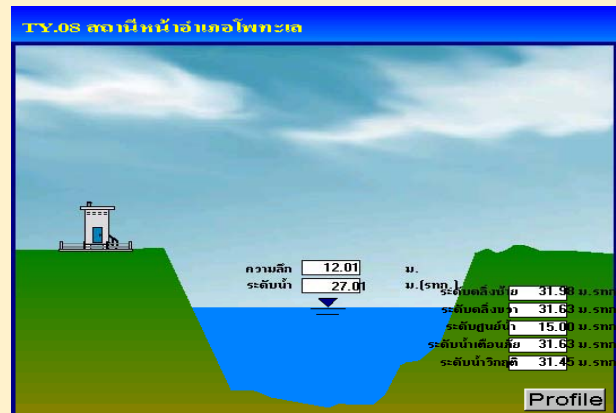 TY.08 สถานีหน้าอำเภอโพทะเล
ความลึก 12.01 ม.
ระดับน้ำ 27.01 ม.(รทก.)
ระดับตลิ่งซ้าย 31.98 ม.รทก
ระดับตลิ่งขวา 31.63 ม.รทก
ระดับศูนย์น้ำ 15.00 ม.รทก
ระดับน้ำเตือนภัย 31.63 ม.รทก
ระดับน้ำวิกฤติ 31.45 ม.รทก
Profile